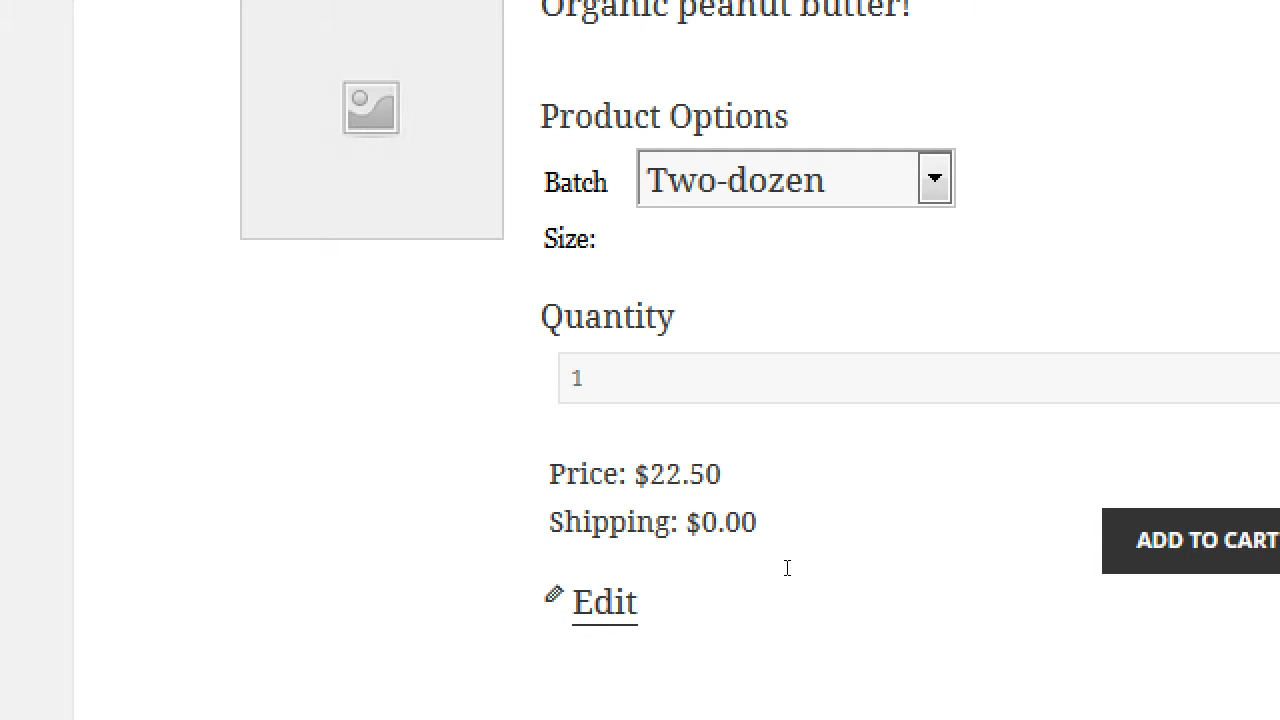 Organic peanut butter!
Product Options
Batch
Two-dozen
Size:
Quantity
1
Price: $22.50
Shipping: $0.00
ADD TO CART
Edit